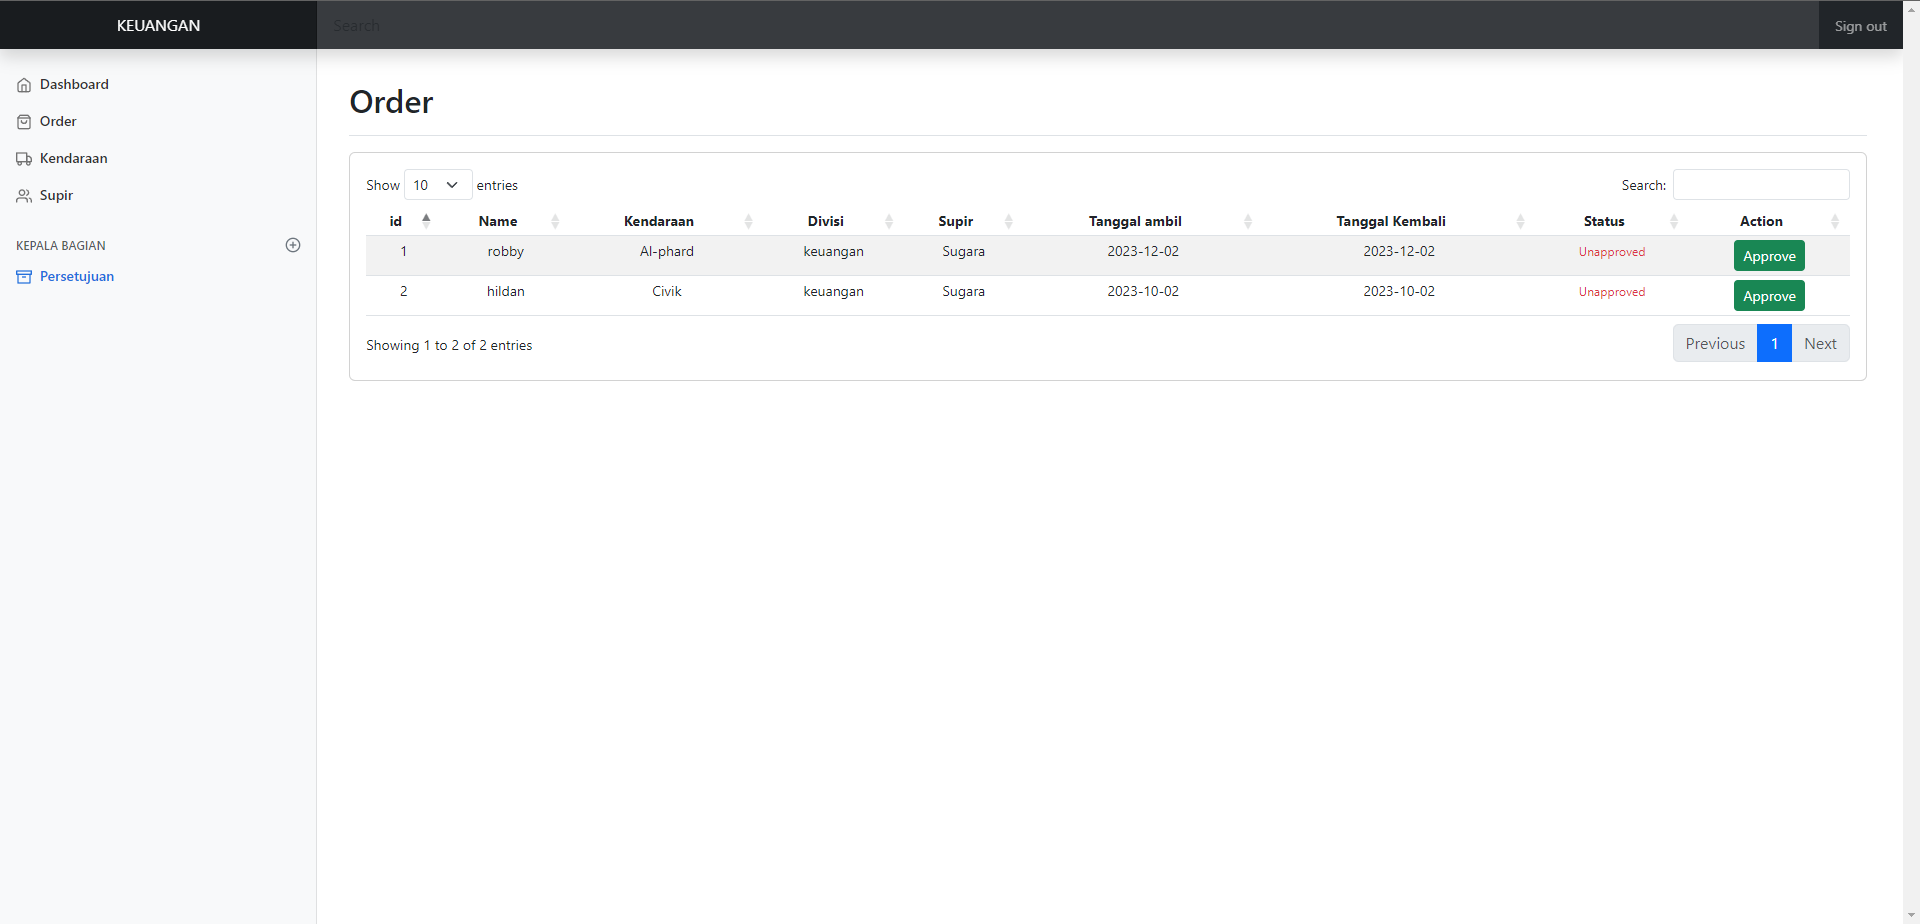 KEUANGAN
Search
Sign out
Dashboard
Order
Kendaraan
Supir
KEPALA BAGIAN
Persetujuan
Order
Show 10 entries
Search:
id Name Kendaraan Divisi Supir Tanggal ambil Tanggal Kembali Status Action
1 robby Al-phard keuangan Sugara 2023-12-02 2023-12-02 Unapproved Approve
2 hildan Civik keuangan Sugara 2023-10-02 2023-10-02 Unapproved Approve
Showing 1 to 2 of 2 entries
Previous 1 Next